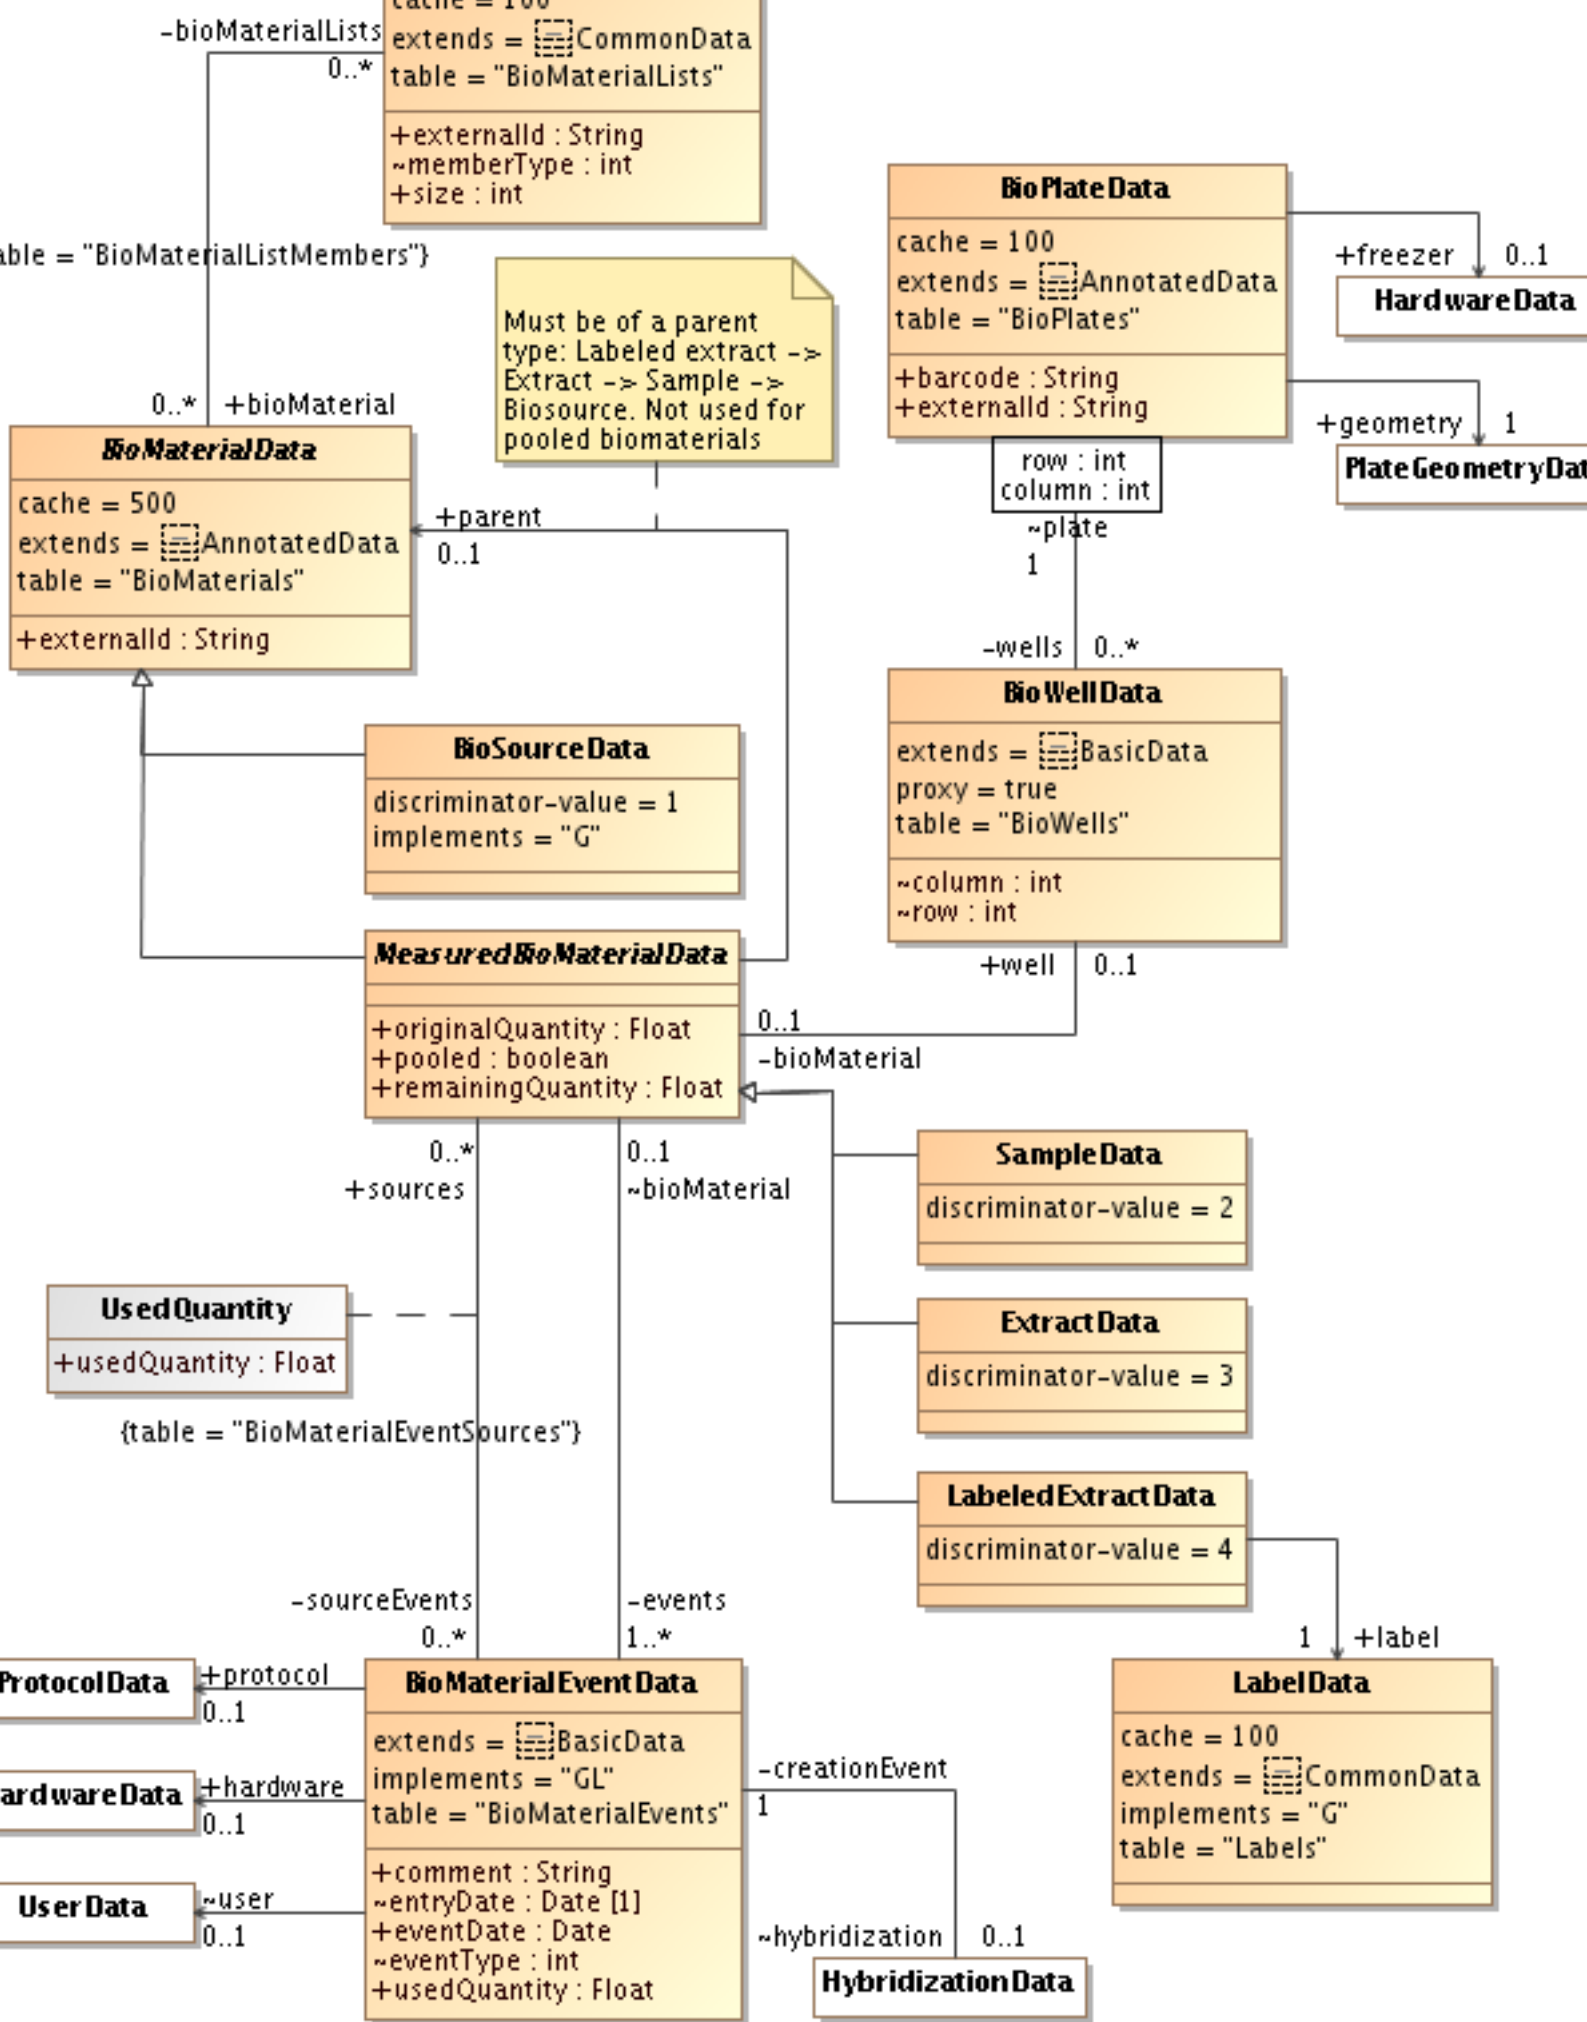 cache = 100
-bioMaterialLists
extends = CommonData
0..*
table = "BioMaterialLists"
+externalId : String
~memberType : int
+size : int
able = "BioMaterialListMembers"}
BioPlateData
cache = 100
extends = AnnotatedData
table = "BioPlates"
+barcode : String
+externalId : String
+freezer 0..1
HardwareData
+geometry 1
PlateGeometryDat
Must be of a parent
type: Labeled extract ->
Extract -> Sample ->
Biosource. Not used for
pooled biomaterials
0..* +bioMaterial
BioMaterialData
cache = 500
extends = AnnotatedData
table = "BioMaterials"
+externalId : String
+parent
0..1
row : int
column : int
~plate
1
-wells 0..*
BioWellData
extends = BasicData
proxy = true
table = "BioWells"
~column : int
~row : int
+well 0..1
BioSourceData
discriminator-value = 1
implements = "G"
MeasuredBioMaterialData
+originalQuantity : Float
+pooled : boolean
+remainingQuantity : Float
0..1
-bioMaterial
0..*
+sources
0..1
~bioMaterial
SampleData
discriminator-value = 2
ExtractData
discriminator-value = 3
LabeledExtractData
discriminator-value = 4
UsedQuantity
+usedQuantity : Float
{table = "BioMaterialEventSources"}
-sourceEvents
0..*
-events
1..*
1 +label
LabelData
cache = 100
extends = CommonData
implements = "G"
table = "Labels"
ProtocolData
+protocol
0..1
ardwareData
+hardware
0..1
UserData
~user
0..1
BioMaterialEventData
extends = BasicData
implements = "GL"
table = "BioMaterialEvents"
+comment : String
~entryDate : Date [1]
+eventDate : Date
~eventType : int
+usedQuantity : Float
-creationEvent
1
~hybridization 0..1
HybridizationData